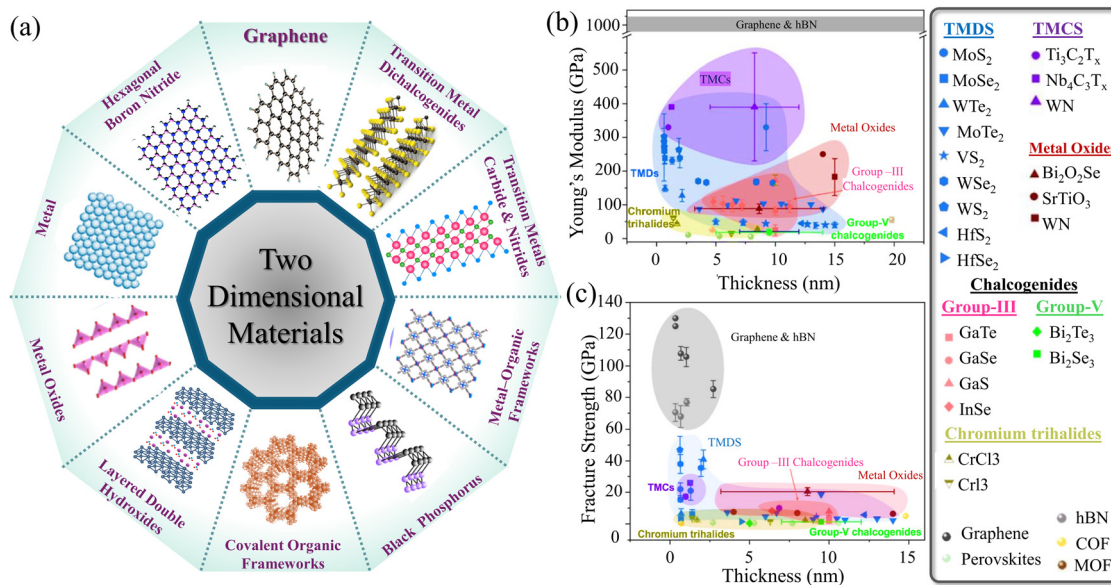 (a)
Graphene
Transition Metal
Dichalcogenides
Transition Metals
Carbide & Nitrides
Metal–Organic
Frameworks
Black Phosphorus
Covalent Organic
Frameworks
Layered Double
Hydroxides
Metal Oxides
Metal
Hexagonal
Boron Nitride
Two
Dimensional
Materials
(b)
Young's Modulus (GPa)
1000
500
400
300
200
100
0
Graphene & hBN
TMCs
Metal Oxides
TMDs
Group –III
Chalcogenides
Chromium
trihalides
Group-V
chalcogenides
0 5 10 15 20
Thickness (nm)
(c)
Fracture Strength (GPa)
140
120
100
80
60
40
20
0
Graphene & hBN
TMDS
Group –III Chalcogenides
Metal Oxides
TMCs
Chromium trihalides
Group-V chalcogenides
0 5 10 15
Thickness (nm)
TMDS
MoS2
MoSe2
WTe2
MoTe2
VS2
WSe2
WS2
HfS2
HfSe2
TMCS
Ti3C2Tx
Nb4C3Tx
WN
Metal Oxides
Bi2O2Se
SrTiO3
WN
Chalcogenides
Group-III
GaTe
GaSe
GaS
InSe
Group-V
Bi2Te3
Bi2Se3
Chromium trihalides
CrCl3
CrI3
Graphene
Perovskites
hBN
COF
MOF